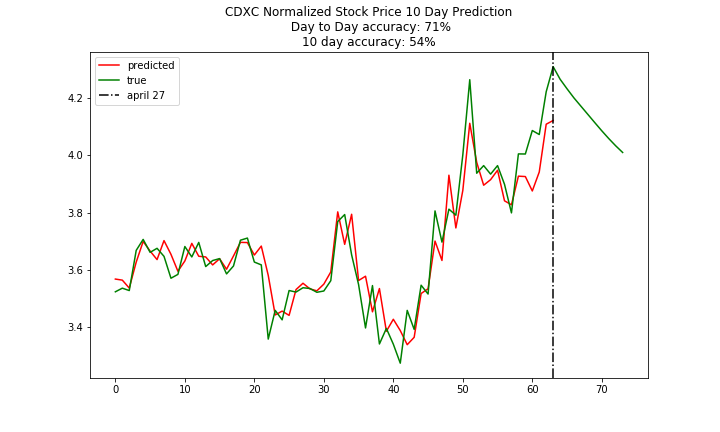 CDXC Normalized Stock Price 10 Day Prediction
Day to Day accuracy: 71%
10 day accuracy: 54%
predicted
true
april 27
4.2
4.0
3.8
3.6
3.4
0 10 20 30 40 50 60 70